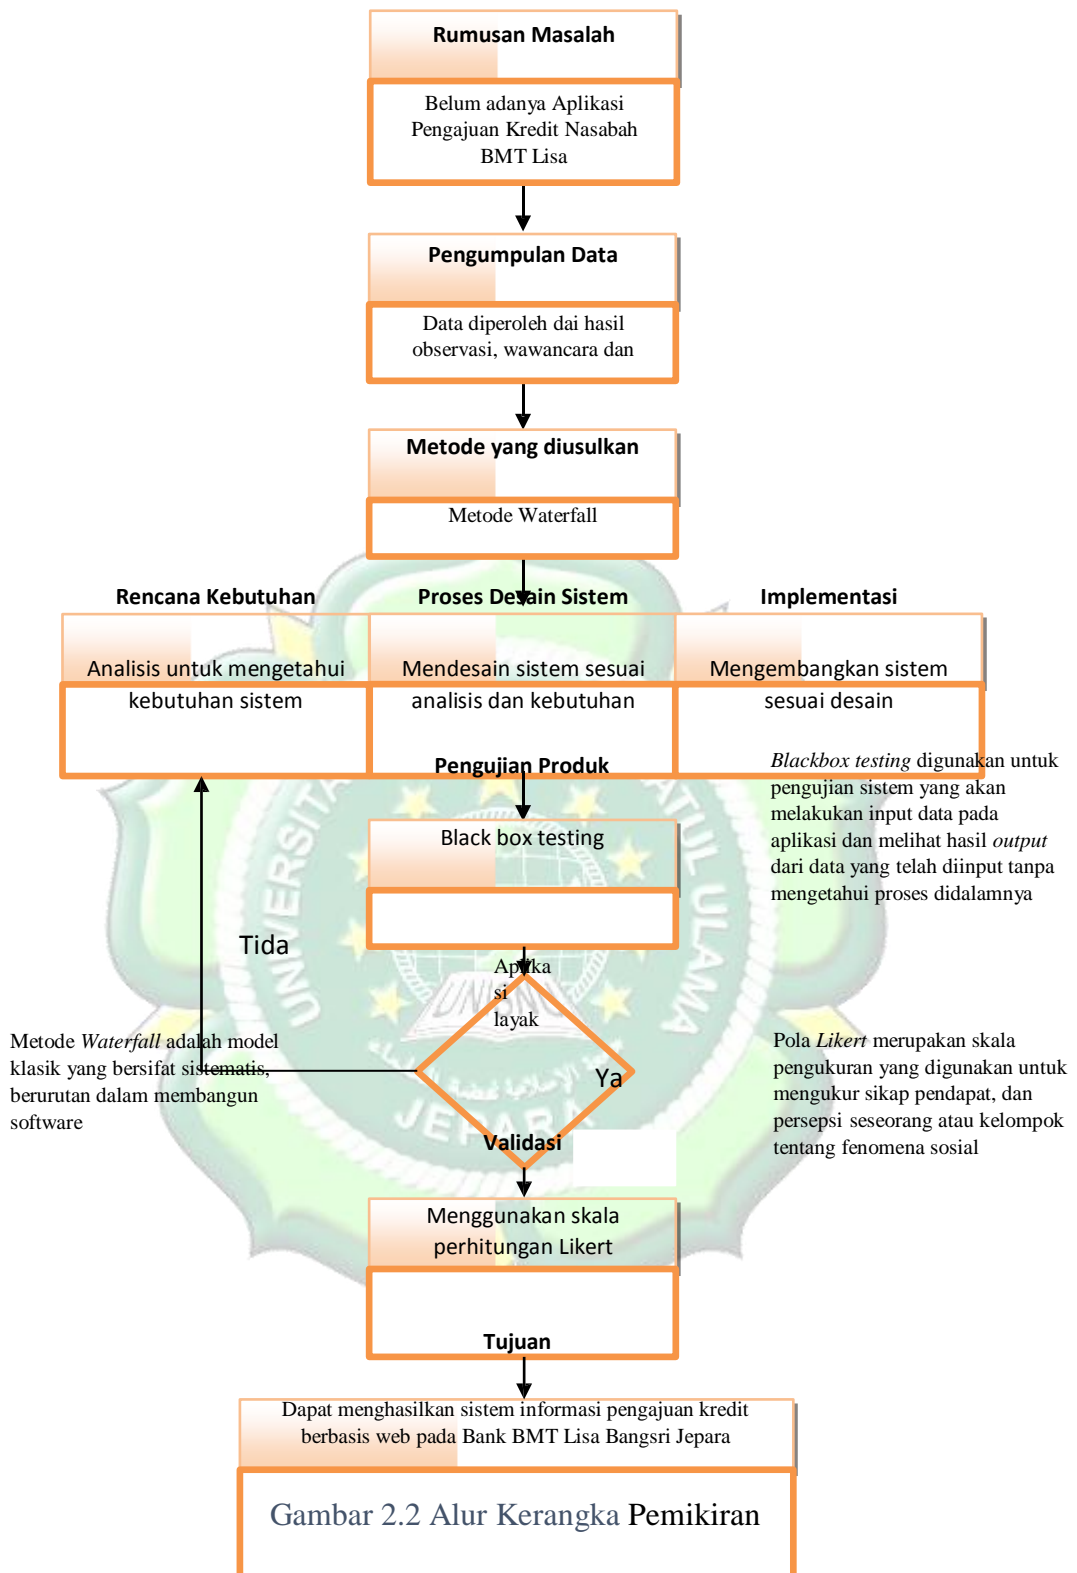 Rumusan Masalah
Belum adanya Aplikasi
Pengajuan Kredit Nasabah
BMT Lisa
Pengumpulan Data
Data diperoleh dai hasil
observasi, wawancara dan
Metode yang diusulkan
Metode Waterfall
Rencana Kebutuhan
Analisis untuk mengetahui
kebutuhan sistem
Proses Desain Sistem
Mendesain sistem sesuai
analisis dan kebutuhan
Implementasi
Mengembangkan sistem
sesuai desain
Pengujian Produk
Black box testing
Blackbox testing digunakan untuk
pengujian sistem yang akan
melakukan input data pada
aplikasi dan melihat hasil output
dari data yang telah diinput tanpa
mengetahui proses didalamnya
Tida
Aplika
si
layak
Ya
Metode Waterfall adalah model
klasik yang bersifat sistematis,
berurutan dalam membangun
software
Pola Likert merupakan skala
pengukuran yang digunakan untuk
mengukur sikap pendapat, dan
persepsi seseorang atau kelompok
tentang fenomena sosial
Validasi
Menggunakan skala
perhitungan Likert
Tujuan
Dapat menghasilkan sistem informasi pengajuan kredit
berbasis web pada Bank BMT Lisa Bangsri Jepara
Gambar 2.2 Alur Kerangka Pemikiran
UNISNU
JEPARA